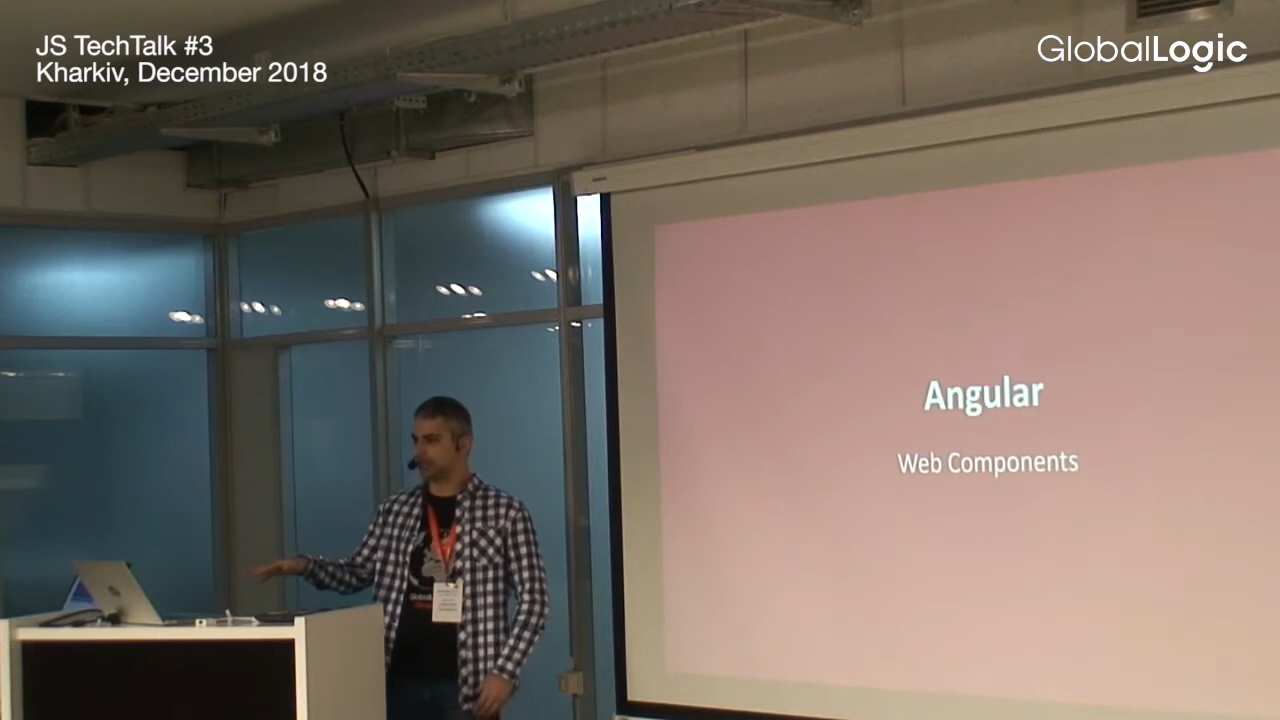 JS TechTalk #3
Kharkiv, December 2018
GlobalLogic
Angular
Web Components